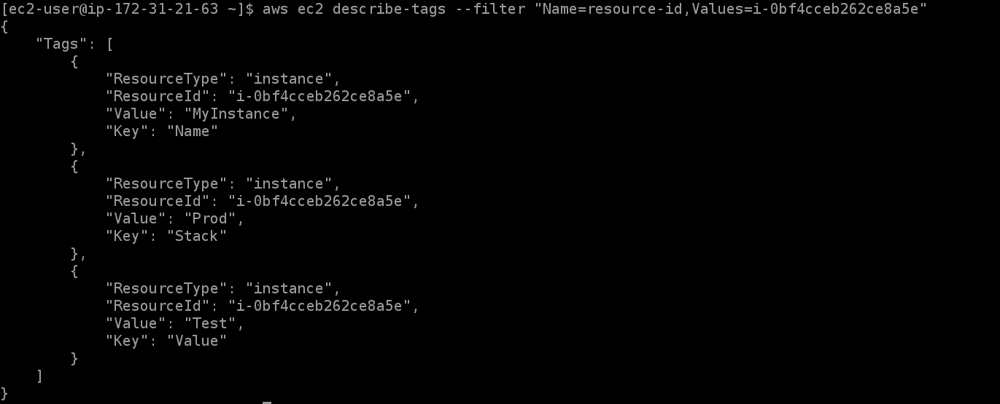 [ec2-user@ip-172-31-21-63 ~]$ aws ec2 describe-tags --filter "Name=resource-id,Values=i-0bf4cceb262ce8a5e"
{
    "Tags": [
        {
            "ResourceType": "instance",
            "ResourceId": "i-0bf4cceb262ce8a5e",
            "Value": "MyInstance",
            "Key": "Name"
        },
        {
            "ResourceType": "instance",
            "ResourceId": "i-0bf4cceb262ce8a5e",
            "Value": "Prod",
            "Key": "Stack"
        },
        {
            "ResourceType": "instance",
            "ResourceId": "i-0bf4cceb262ce8a5e",
            "Value": "Test",
            "Key": "Value"
        }
    ]
}